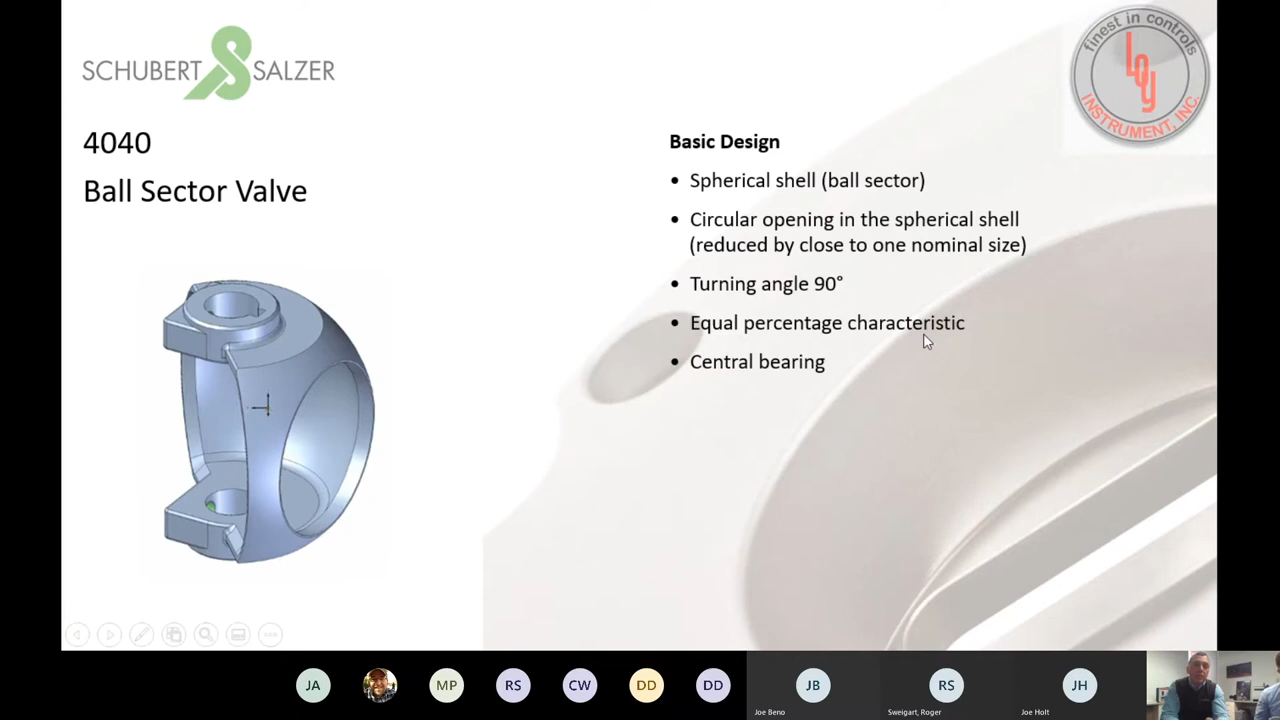 SCHUBERT SALZER
finest in controls
loy
INSTRUMENT, INC.
4040
Ball Sector Valve
Basic Design
• Spherical shell (ball sector)
• Circular opening in the spherical shell
(reduced by close to one nominal size)
• Turning angle 90°
• Equal percentage characteristic
• Central bearing
JA
MP
RS
CW
DD
DD
JB
RS
JH
Joe Beno
Sweigart, Roger
Joe Holt